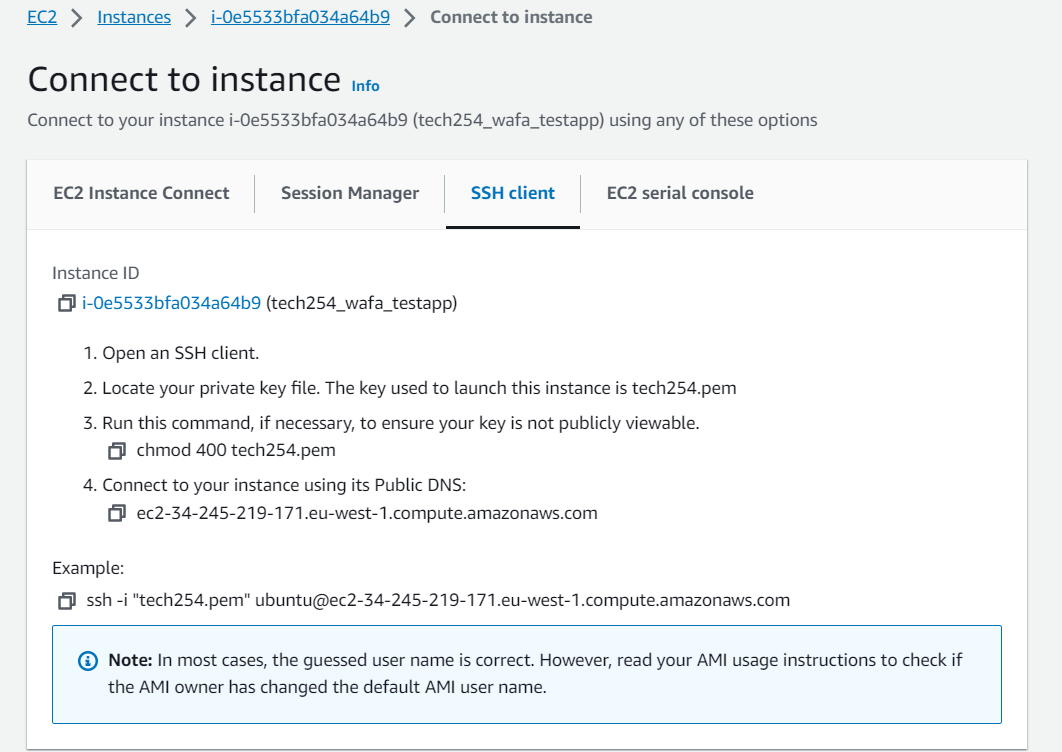 EC2 > Instances > i-0e5533bfa034a64b9 > Connect to instance
Connect to instance Info
Connect to your instance i-0e5533bfa034a64b9 (tech254_wafa_testapp) using any of these options
EC2 Instance Connect Session Manager SSH client EC2 serial console
Instance ID
i-0e5533bfa034a64b9 (tech254_wafa_testapp)
1. Open an SSH client.
2. Locate your private key file. The key used to launch this instance is tech254.pem
3. Run this command, if necessary, to ensure your key is not publicly viewable.
chmod 400 tech254.pem
4. Connect to your instance using its Public DNS:
ec2-34-245-219-171.eu-west-1.compute.amazonaws.com
Example:
ssh -i "tech254.pem" ubuntu@ec2-34-245-219-171.eu-west-1.compute.amazonaws.com
Note: In most cases, the guessed user name is correct. However, read your AMI usage instructions to check if
the AMI owner has changed the default AMI user name.